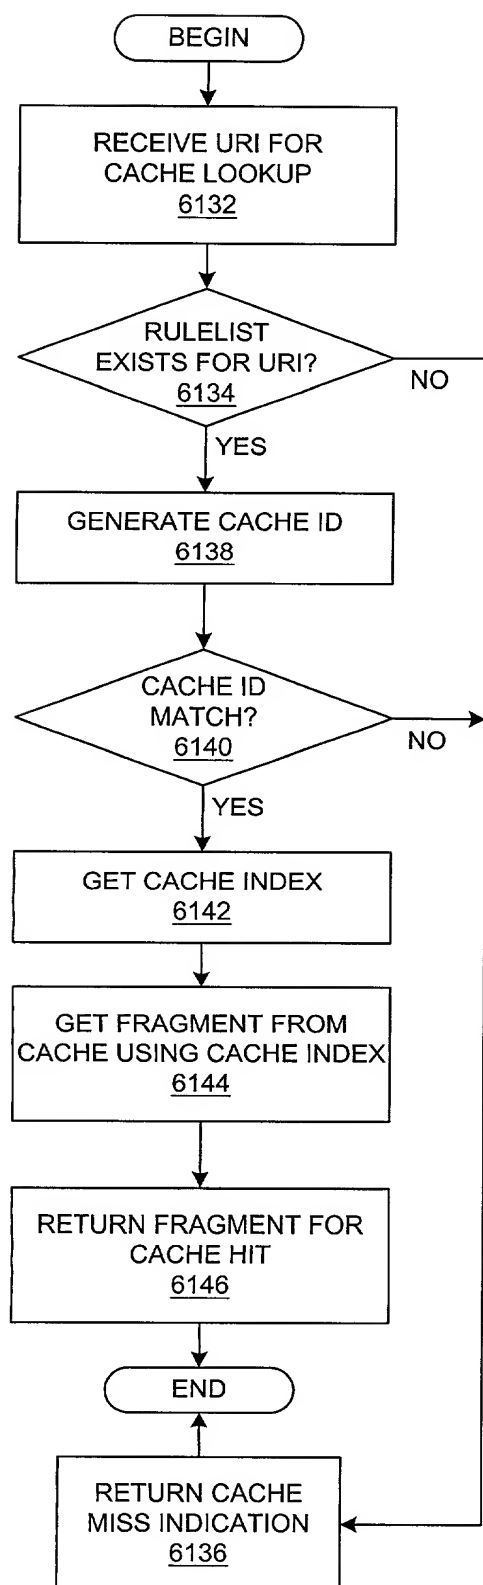 BEGIN
RECEIVE URI FOR
CACHE LOOKUP
6132
RULELIST
EXISTS FOR URI?
6134
NO
YES
GENERATE CACHE ID
6138
CACHE ID
MATCH?
6140
NO
YES
GET CACHE INDEX
6142
GET FRAGMENT FROM
CACHE USING CACHE INDEX
6144
RETURN FRAGMENT FOR
CACHE HIT
6146
END
RETURN CACHE
MISS INDICATION
6136